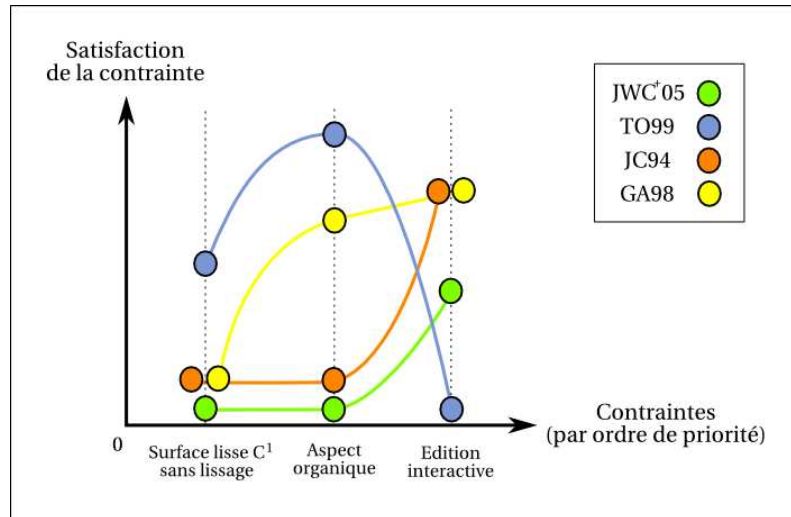 Satisfaction
de la contrainte
JWC+05
TO99
JC94
GA98
0
Surface lisse C1
sans lissage
Aspect
organique
Edition
interactive
Contraintes
(par ordre de priorité)